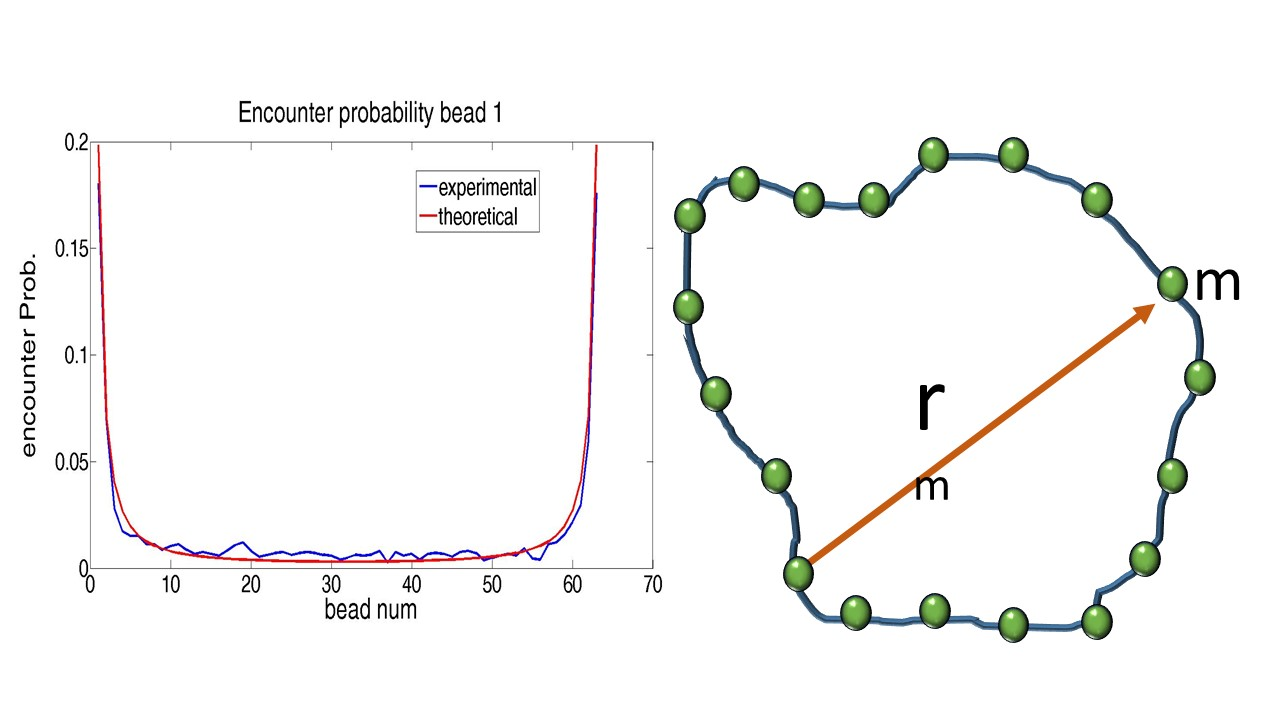 Encounter probability bead 1
0.2
0.15
0.1
0.05
0
encounter Prob.
experimental
theoretical
0 10 20 30 40 50 60 70
bead num
m
r
m